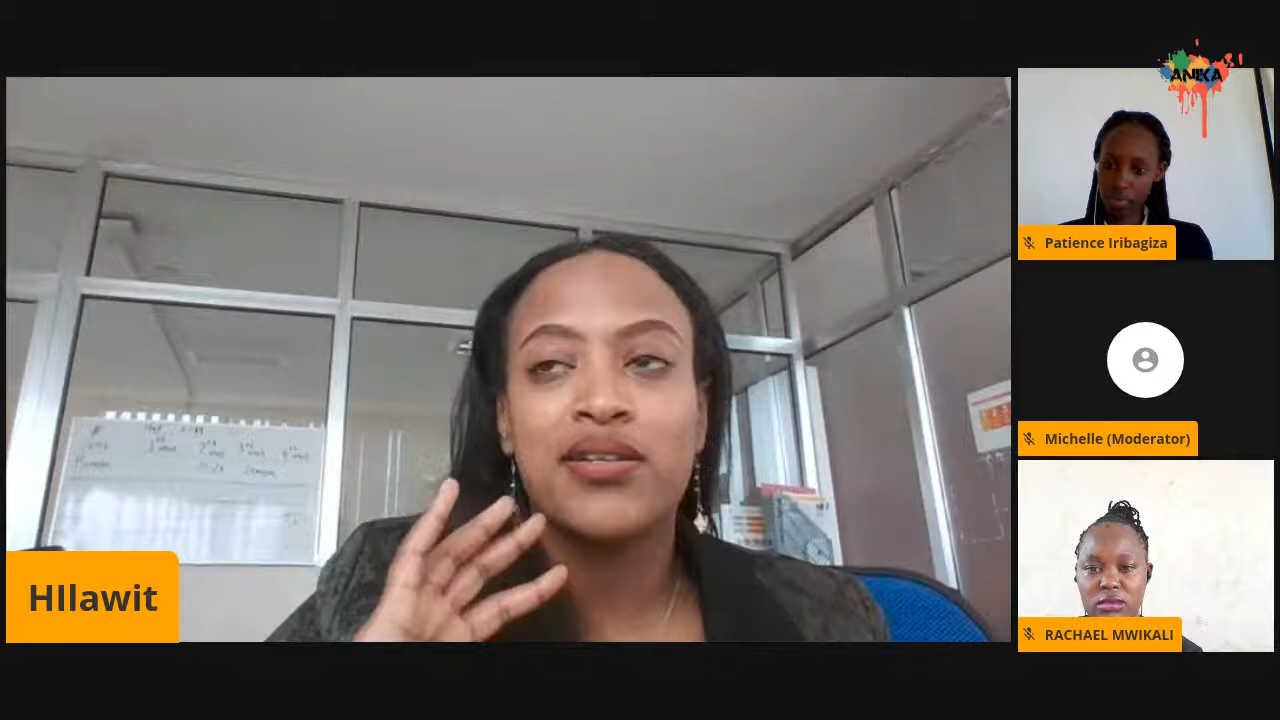 ANIKA
Patience Iribagiza
Michelle (Moderator)
RACHAEL MWIKALI
HIlawit